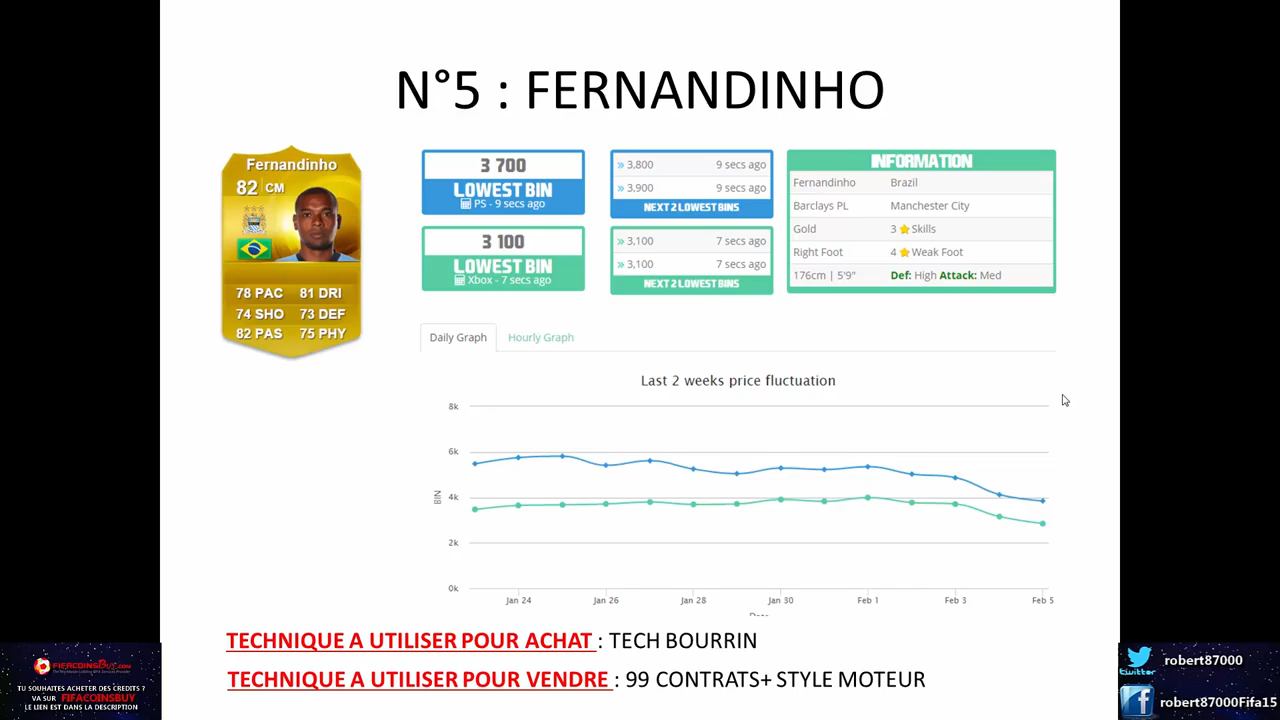 N°5 : FERNANDINHO
Fernandinho
82 CM
78 PAC 81 DRI
74 SHO 73 DEF
82 PAS 75 PHY
3 700
LOWEST BIN
PS - 9 secs ago
3 100
LOWEST BIN
Xbox - 7 secs ago
» 3,800 9 secs ago
» 3,900 9 secs ago
NEXT 2 LOWEST BINS
» 3,100 7 secs ago
» 3,100 7 secs ago
NEXT 2 LOWEST BINS
INFORMATION
Fernandinho Brazil
Barclays PL Manchester City
Gold 3 Skills
Right Foot 4 Weak Foot
176cm | 5'9" Def: High Attack: Med
Daily Graph Hourly Graph
Last 2 weeks price fluctuation
8k
6k
4k
2k
0k
BIN
Jan 24 Jan 26 Jan 28 Jan 30 Feb 1 Feb 3 Feb 5
TECHNIQUE A UTILISER POUR ACHAT : TECH BOURRIN
TECHNIQUE A UTILISER POUR VENDRE : 99 CONTRATS+ STYLE MOTEUR
FIFACOINSBUY.COM
TU SOUHAITES ACHETER DES CRÉDITS ?
VA SUR FIFACOINSBUY
LE LIEN EST DANS LA DESCRIPTION
twitter
robert87000
Facebook
robert87000Fifa15